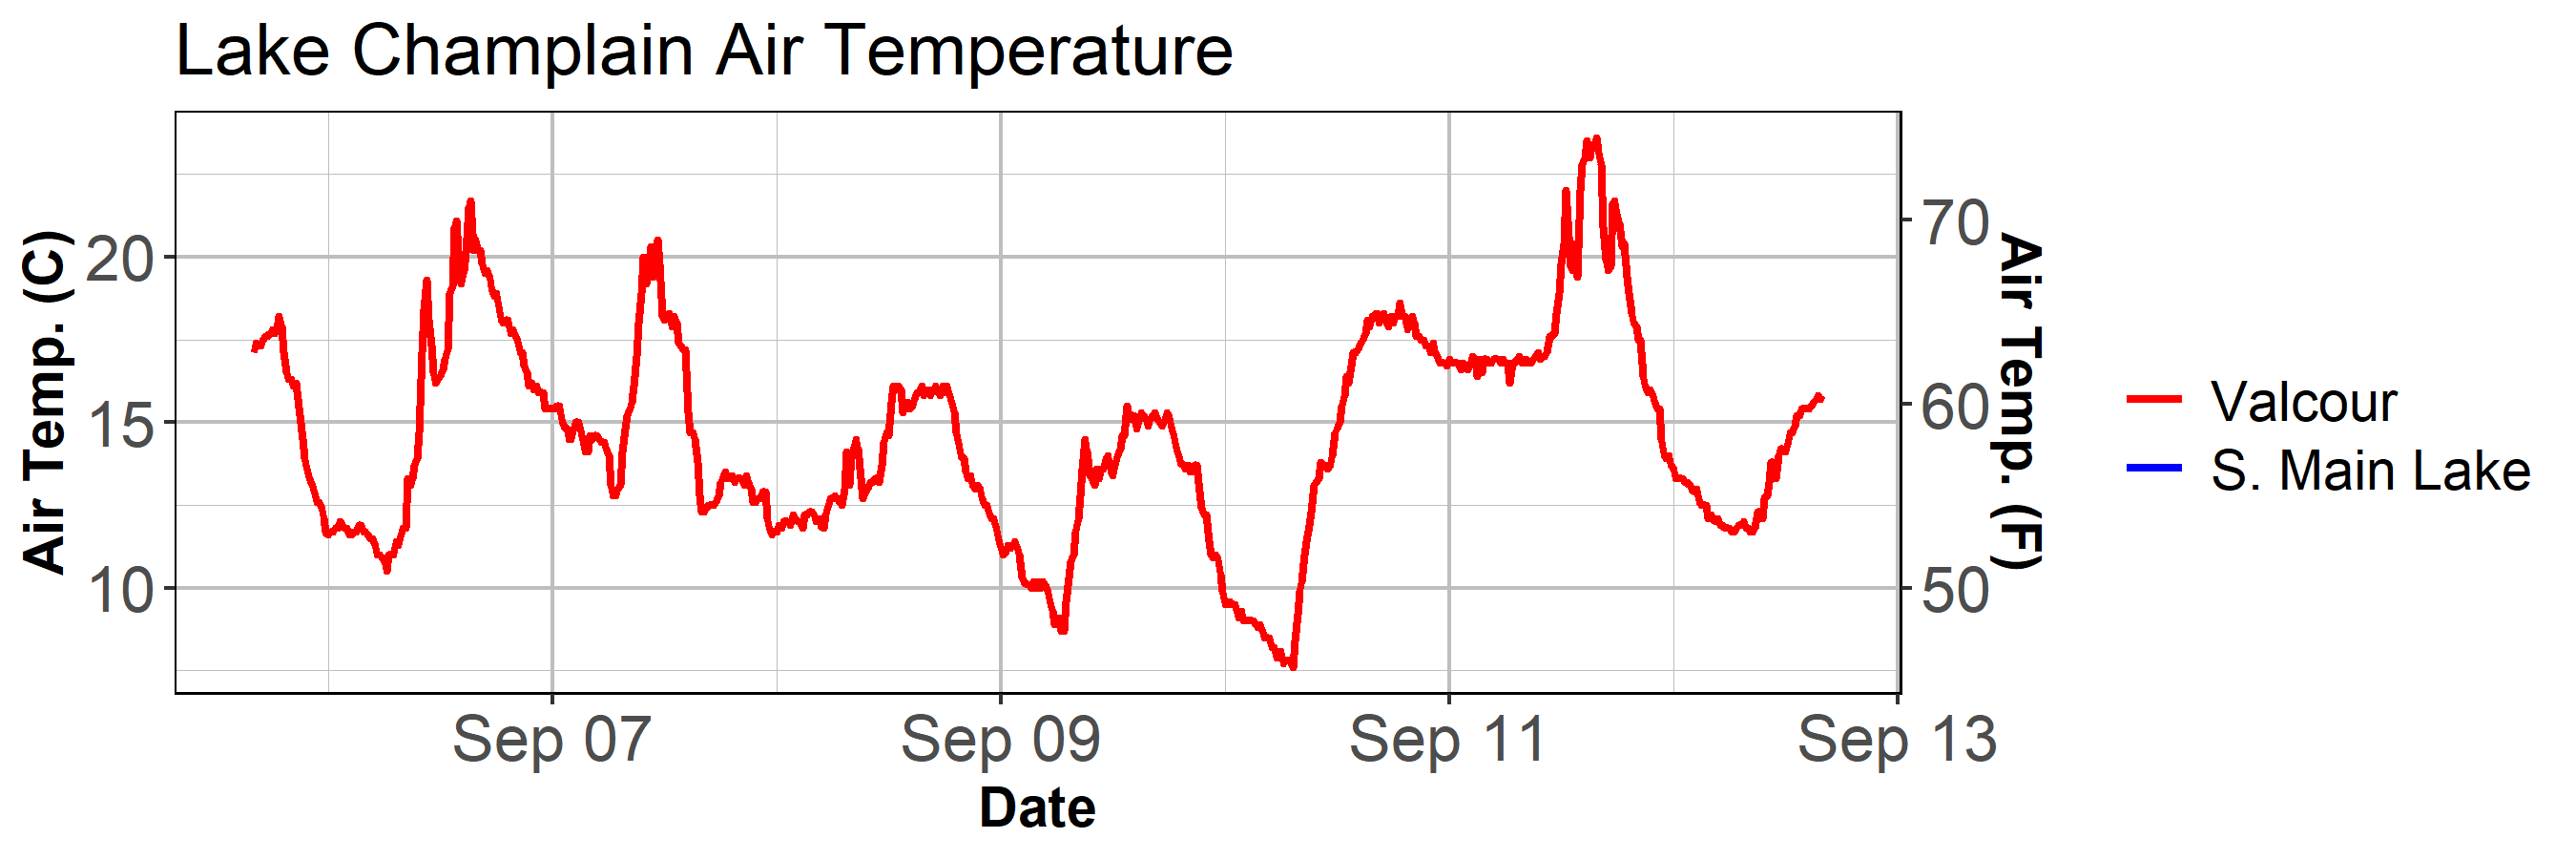 Lake Champlain Air Temperature
Air Temp. (C)
20
15
10
70
60
50
Air Temp. (F)
Sep 07
Sep 09
Sep 11
Sep 13
Date
Valcour
S. Main Lake